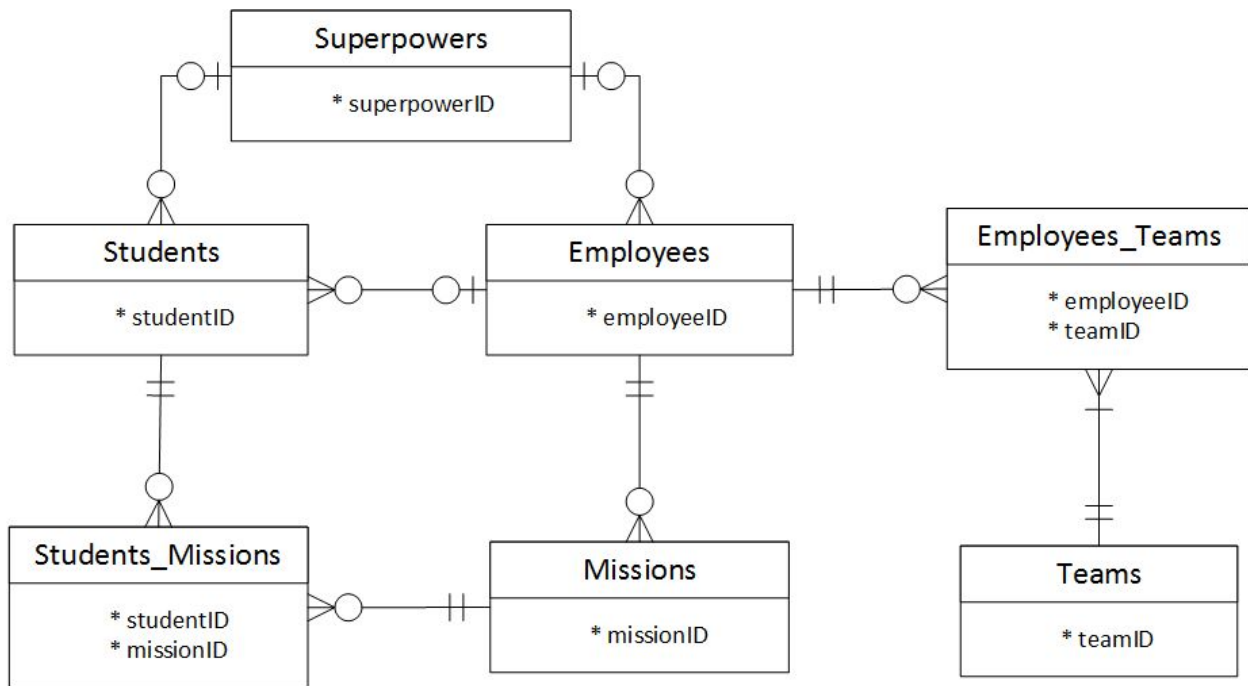 Superpowers
* superpowerID
Students
* studentID
Employees
* employeeID
Employees_Teams
* employeeID
* teamID
Students_Missions
* studentID
* missionID
Missions
* missionID
Teams
* teamID